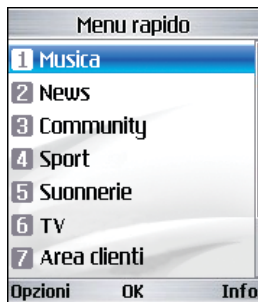 Menu rapido
1 Musica
2 News
3 Community
4 Sport
5 Suonnerie
6 TV
7 Area clienti
Opzioni OK Info